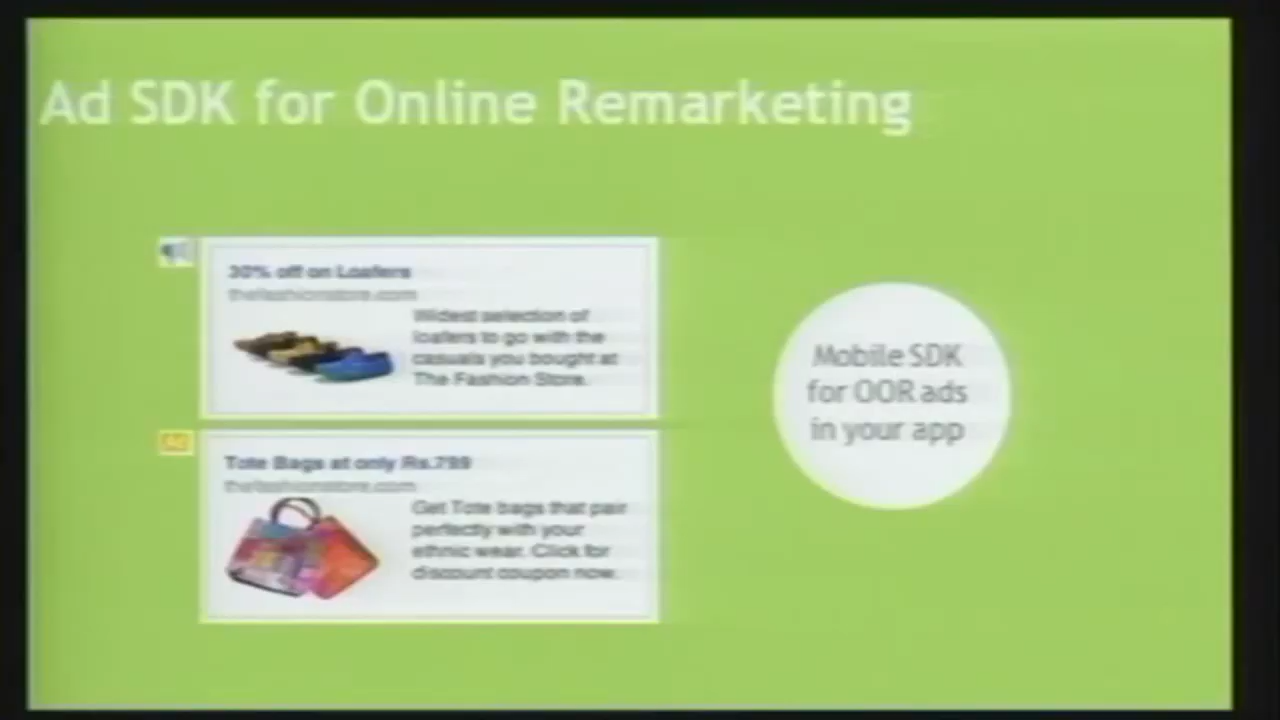 Ad SDK for Online Remarketing
30% off on Loafers
thefashionstore.com
Widest selection of
loafers to go with the
casuals you bought at
The Fashion Store.
Ad
Tote Bags at only Rs.799
thefashionstore.com
Get Tote bags that pair
perfectly with your
ethnic wear. Click for
discount coupon now.
Mobile SDK
for OOR ads
in your app